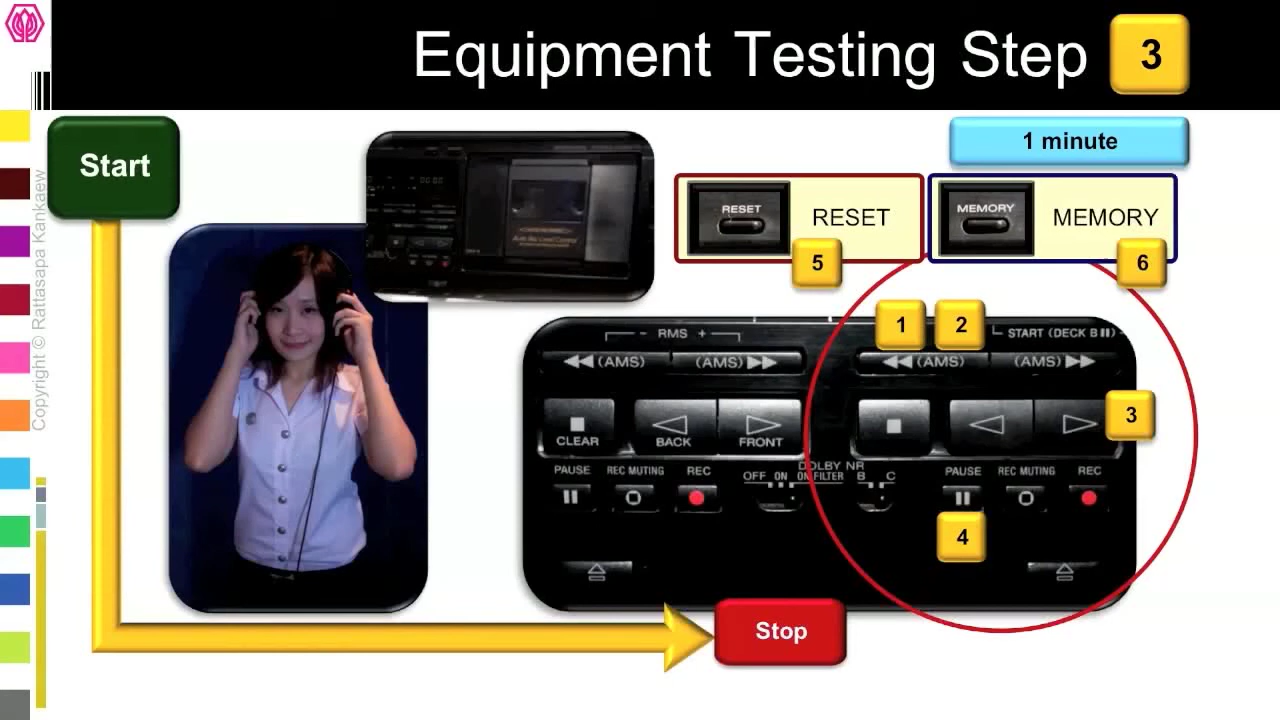 Equipment Testing Step 3
Start
1 minute
RESET
RESET
MEMORY
MEMORY
5
6
1
2
RMS
START (DECK B
(AMS)
(AMS)
(AMS)
(AMS)
3
CLEAR
BACK
FRONT
PAUSE
REC MUTING
REC
DOLBY NR
OFF
ON
ON FILTER
B
C
PAUSE
REC MUTING
REC
4
Stop
Copyright © Rattasapa Kankaew